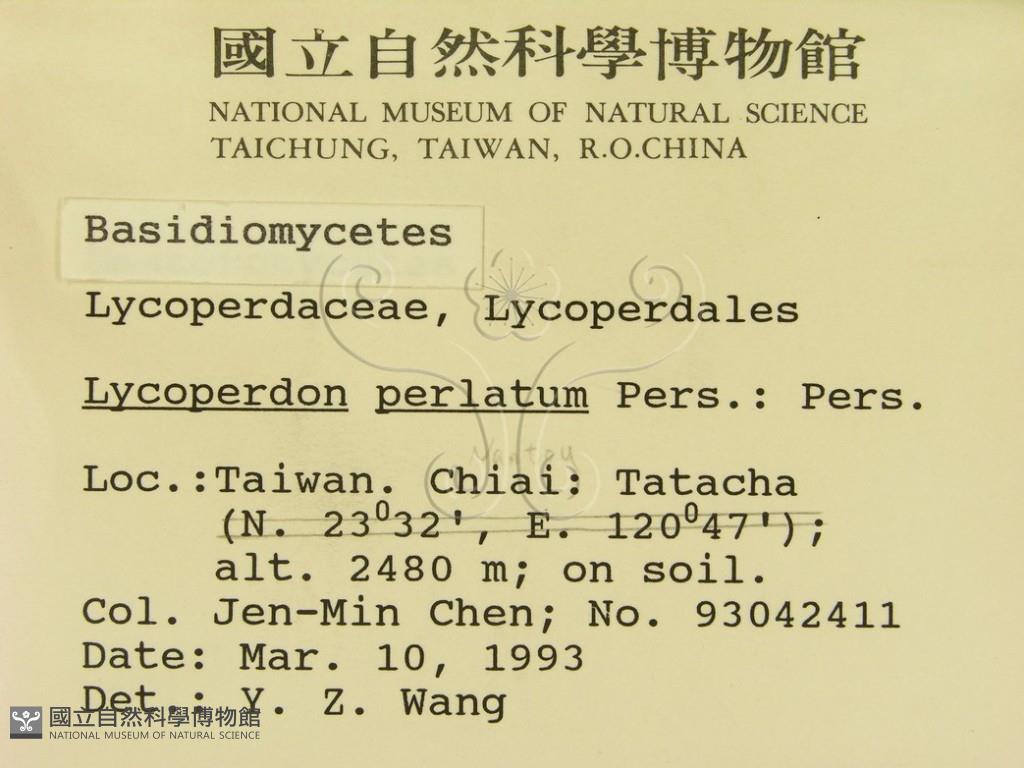 國立自然科學博物館
NATIONAL MUSEUM OF NATURAL SCIENCE
TAICHUNG, TAIWAN, R.O.CHINA
Basidiomycetes
Lycoperdaceae, Lycoperdales
Lycoperdon perlatum Pers.: Pers.
Loc.:Taiwan. Chiai: Tatacha
(N. 23⁰32', E. 120⁰47');
alt. 2480 m; on soil.
Col. Jen-Min Chen; No. 93042411
Date: Mar. 10, 1993
Det.: Y. Z. Wang
國立自然科學博物館
NATIONAL MUSEUM OF NATURAL SCIENCE